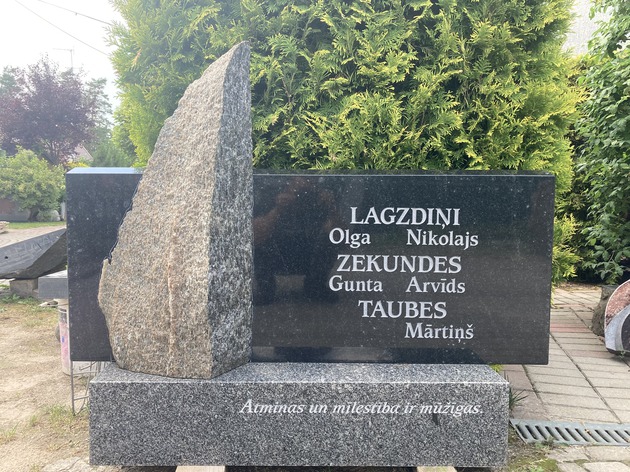 LAGZDIŅI
Olga Nikolajs
ZEKUNDES
Gunta Arvīds
TAUBES
Mārtiņš
Atmiņas un mīlestība ir mūžīgas.